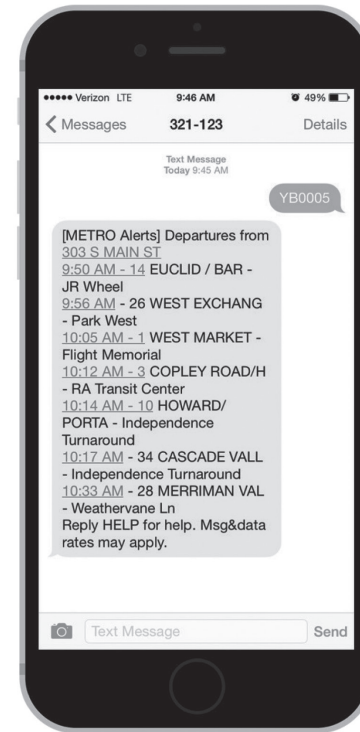 Verizon LTE 9:46 AM 49%
Messages 321-123 Details
Text Message
Today 9:45 AM
YB0005
[METRO Alerts] Departures from
303 S MAIN ST
9:50 AM - 14 EUCLID / BAR -
JR Wheel
9:56 AM - 26 WEST EXCHANG
- Park West
10:05 AM - 1 WEST MARKET -
Flight Memorial
10:12 AM - 3 COPLEY ROAD/H
- RA Transit Center
10:14 AM - 10 HOWARD/
PORTA - Independence
Turnaround
10:17 AM - 34 CASCADE VALL
- Independence Turnaround
10:33 AM - 28 MERRIMAN VAL
- Weathervane Ln
Reply HELP for help. Msg&data
rates may apply.
Text Message Send